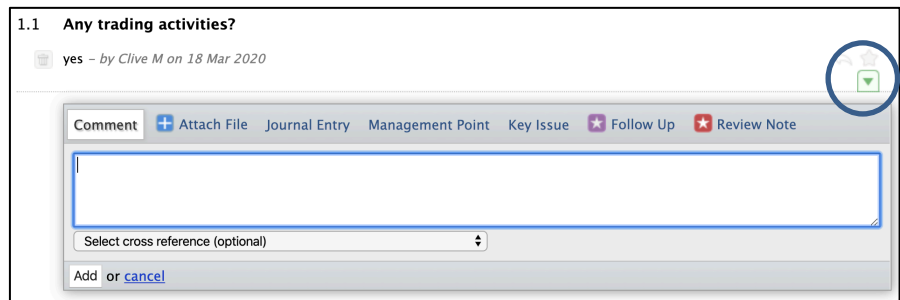 1.1 Any trading activities?
yes – by Clive M on 18 Mar 2020
Comment Attach File Journal Entry Management Point Key Issue Follow Up Review Note
Select cross reference (optional)
Add or cancel